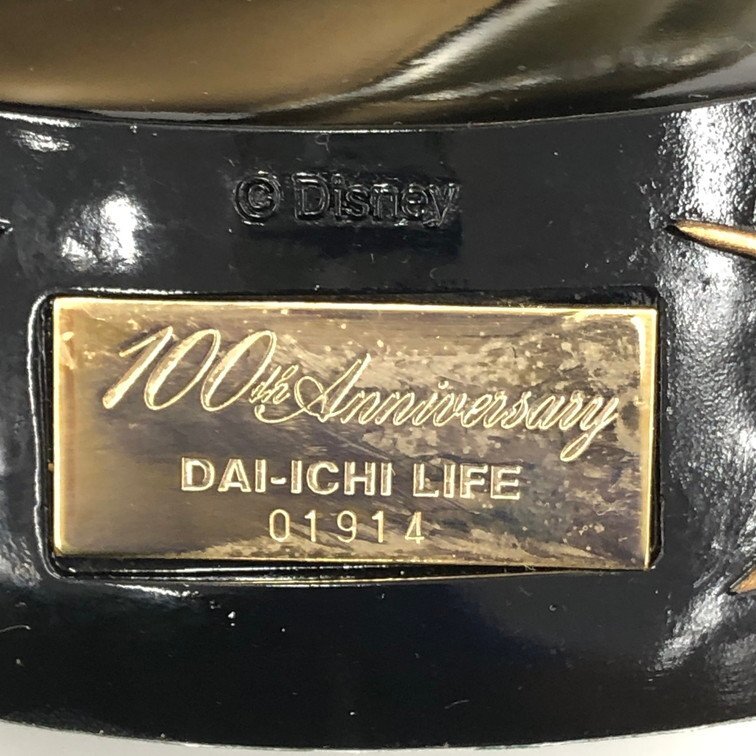 © Disney
100th Anniversary
DAI-ICHI LIFE
01914